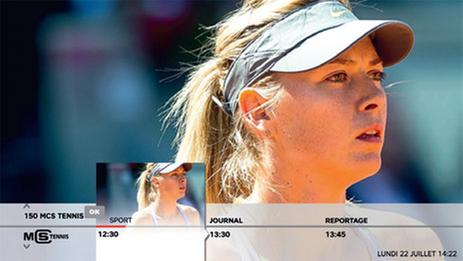 150 MCS TENNIS
OK
SPORT
JOURNAL
REPORTAGE
MCS TENNIS
12:30
13:30
13:45
LUNDI 22 JUILLET 14:22